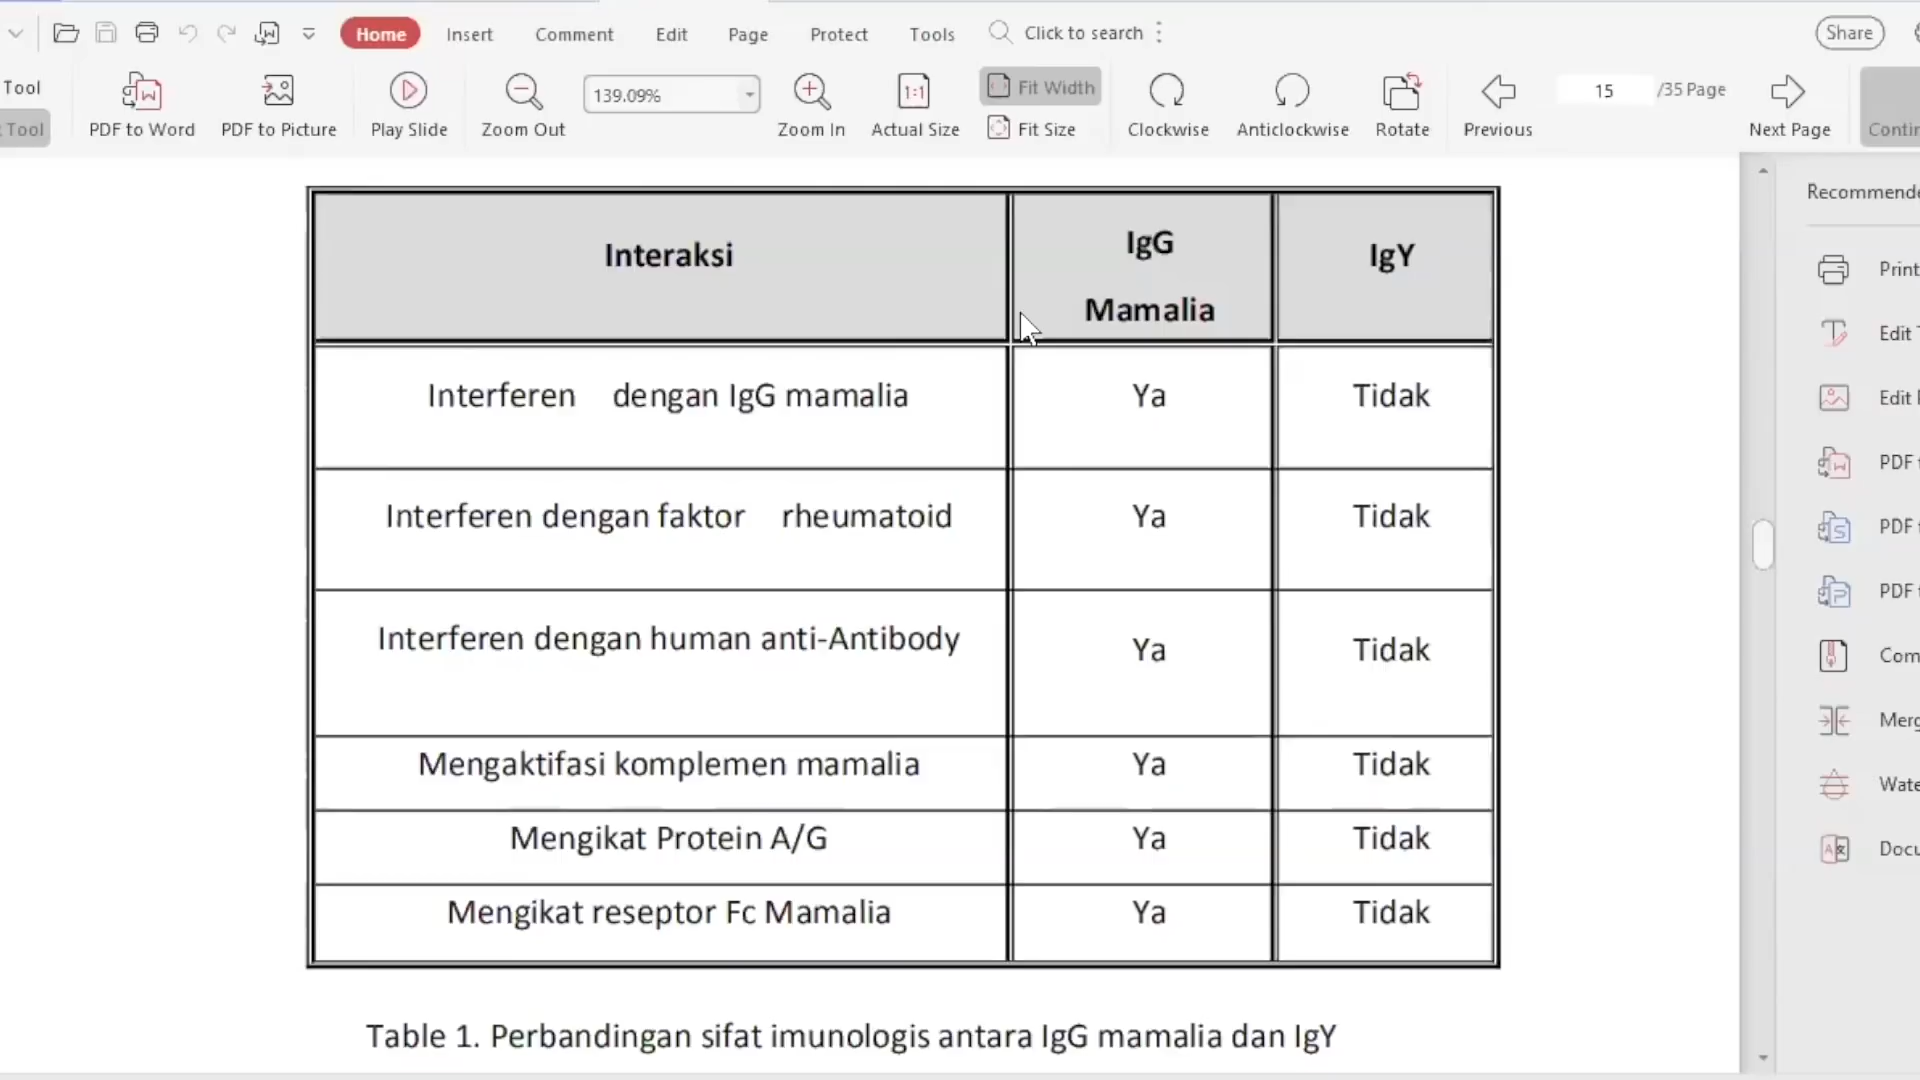 Home Insert Comment Edit Page Protect Tools Click to search Share
Tool
Tool
PDF to Word PDF to Picture Play Slide Zoom Out 139.09% Zoom In 1:1 Actual Size Fit Width Fit Size Clockwise Anticlockwise Rotate Previous 15 /35 Page Next Page
Interaksi IgG Mamalia IgY
Interferen dengan IgG mamalia Ya Tidak
Interferen dengan faktor rheumatoid Ya Tidak
Interferen dengan human anti-Antibody Ya Tidak
Mengaktifasi komplemen mamalia Ya Tidak
Mengikat Protein A/G Ya Tidak
Mengikat reseptor Fc Mamalia Ya Tidak
Table 1. Perbandingan sifat imunologis antara IgG mamalia dan IgY
Print
Edit
Edit
PDF
PDF
PDF